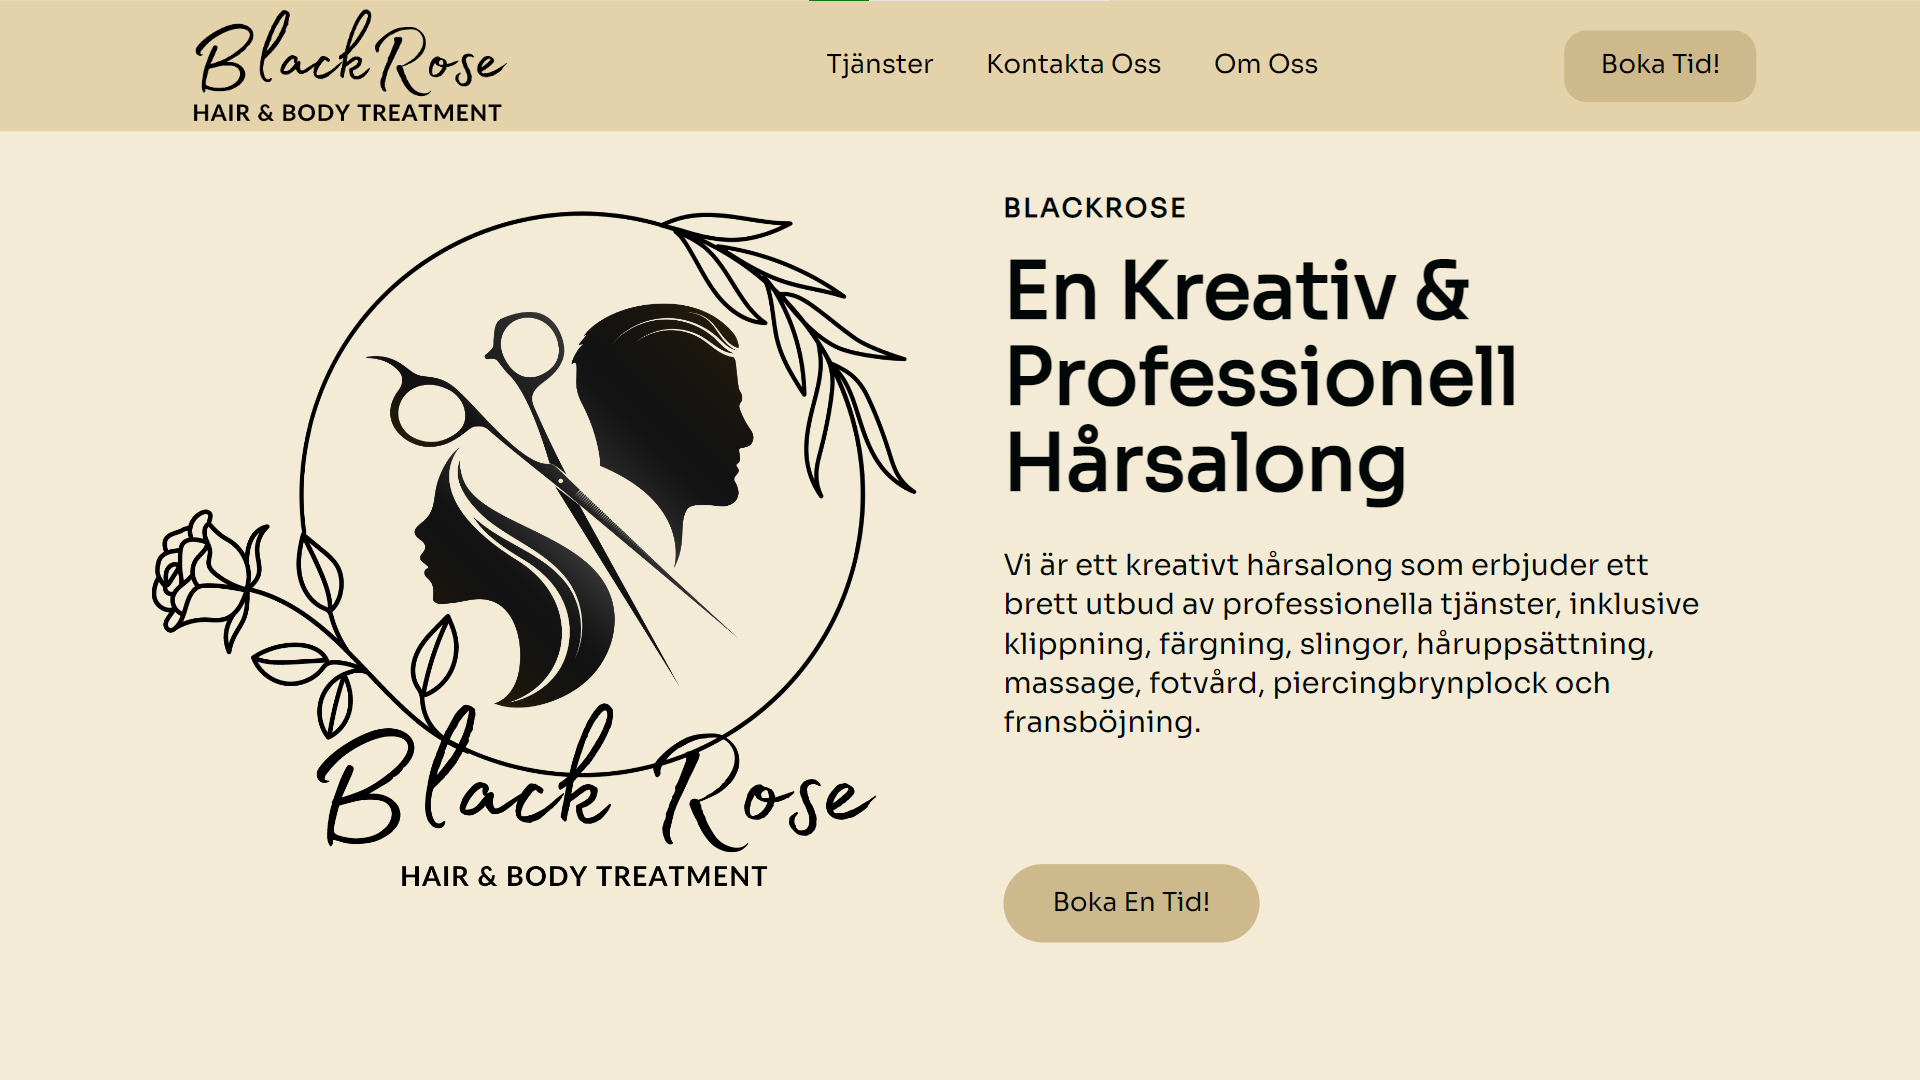 BlackRose
HAIR & BODY TREATMENT
Tjänster
Kontakta Oss
Om Oss
Boka Tid!
BLACKROSE
En Kreativ &
Professionell
Hårsalong
Vi är ett kreativt hårsalong som erbjuder ett
brett utbud av professionella tjänster, inklusive
klippning, färgning, slingor, håruppsättning,
massage, fotvård, piercingbrynplock och
fransböjning.
Boka En Tid!
Black Rose
HAIR & BODY TREATMENT